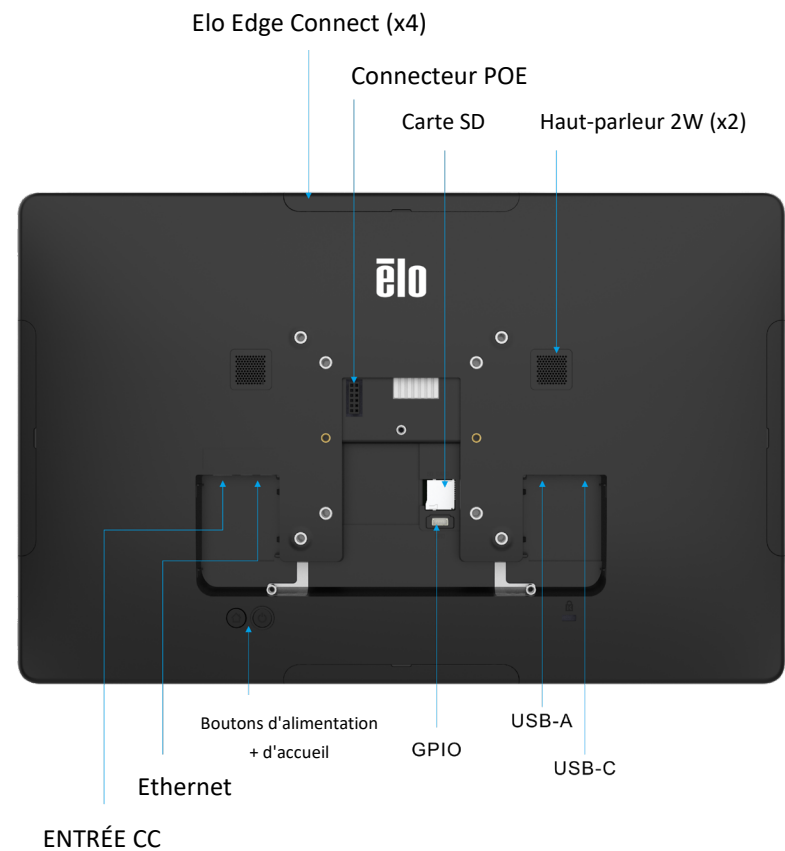 Elo Edge Connect (x4)
Connecteur POE
Carte SD
Haut-parleur 2W (x2)
ēlo
Boutons d'alimentation
+ d'accueil
GPIO
USB-A
USB-C
Ethernet
ENTRÉE CC